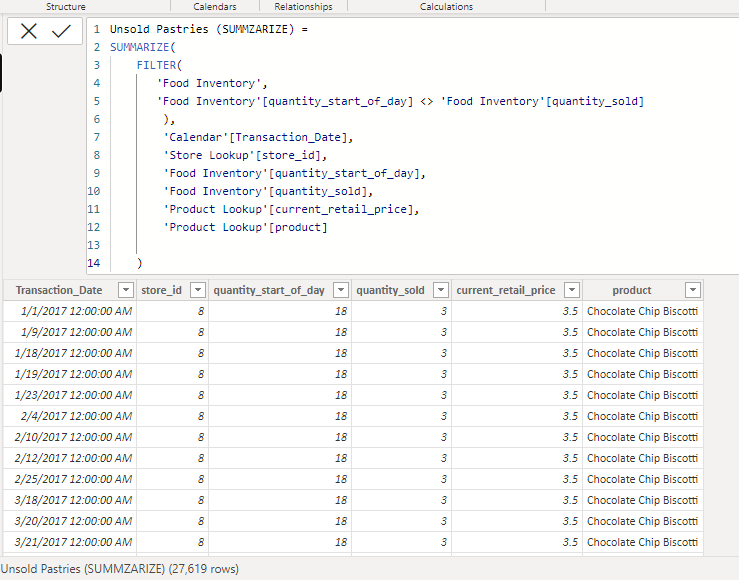 Structure Calendars Relationships Calculations
1 Unsold Pastries (SUMMZARIZE) =
2 SUMMARIZE(
3 FILTER(
4 'Food Inventory',
5 'Food Inventory'[quantity_start_of_day] <> 'Food Inventory'[quantity_sold]
6 ),
7 'Calendar'[Transaction_Date],
8 'Store Lookup'[store_id],
9 'Food Inventory'[quantity_start_of_day],
10 'Food Inventory'[quantity_sold],
11 'Product Lookup'[current_retail_price],
12 'Product Lookup'[product]
13
14 )
Transaction_Date store_id quantity_start_of_day quantity_sold current_retail_price product
1/1/2017 12:00:00 AM 8 18 3 3.5 Chocolate Chip Biscotti
1/9/2017 12:00:00 AM 8 18 3 3.5 Chocolate Chip Biscotti
1/18/2017 12:00:00 AM 8 18 3 3.5 Chocolate Chip Biscotti
1/19/2017 12:00:00 AM 8 18 3 3.5 Chocolate Chip Biscotti
1/23/2017 12:00:00 AM 8 18 3 3.5 Chocolate Chip Biscotti
2/4/2017 12:00:00 AM 8 18 3 3.5 Chocolate Chip Biscotti
2/10/2017 12:00:00 AM 8 18 3 3.5 Chocolate Chip Biscotti
2/12/2017 12:00:00 AM 8 18 3 3.5 Chocolate Chip Biscotti
2/25/2017 12:00:00 AM 8 18 3 3.5 Chocolate Chip Biscotti
3/18/2017 12:00:00 AM 8 18 3 3.5 Chocolate Chip Biscotti
3/20/2017 12:00:00 AM 8 18 3 3.5 Chocolate Chip Biscotti
3/21/2017 12:00:00 AM 8 18 3 3.5 Chocolate Chip Biscotti
Unsold Pastries (SUMMZARIZE) (27,619 rows)